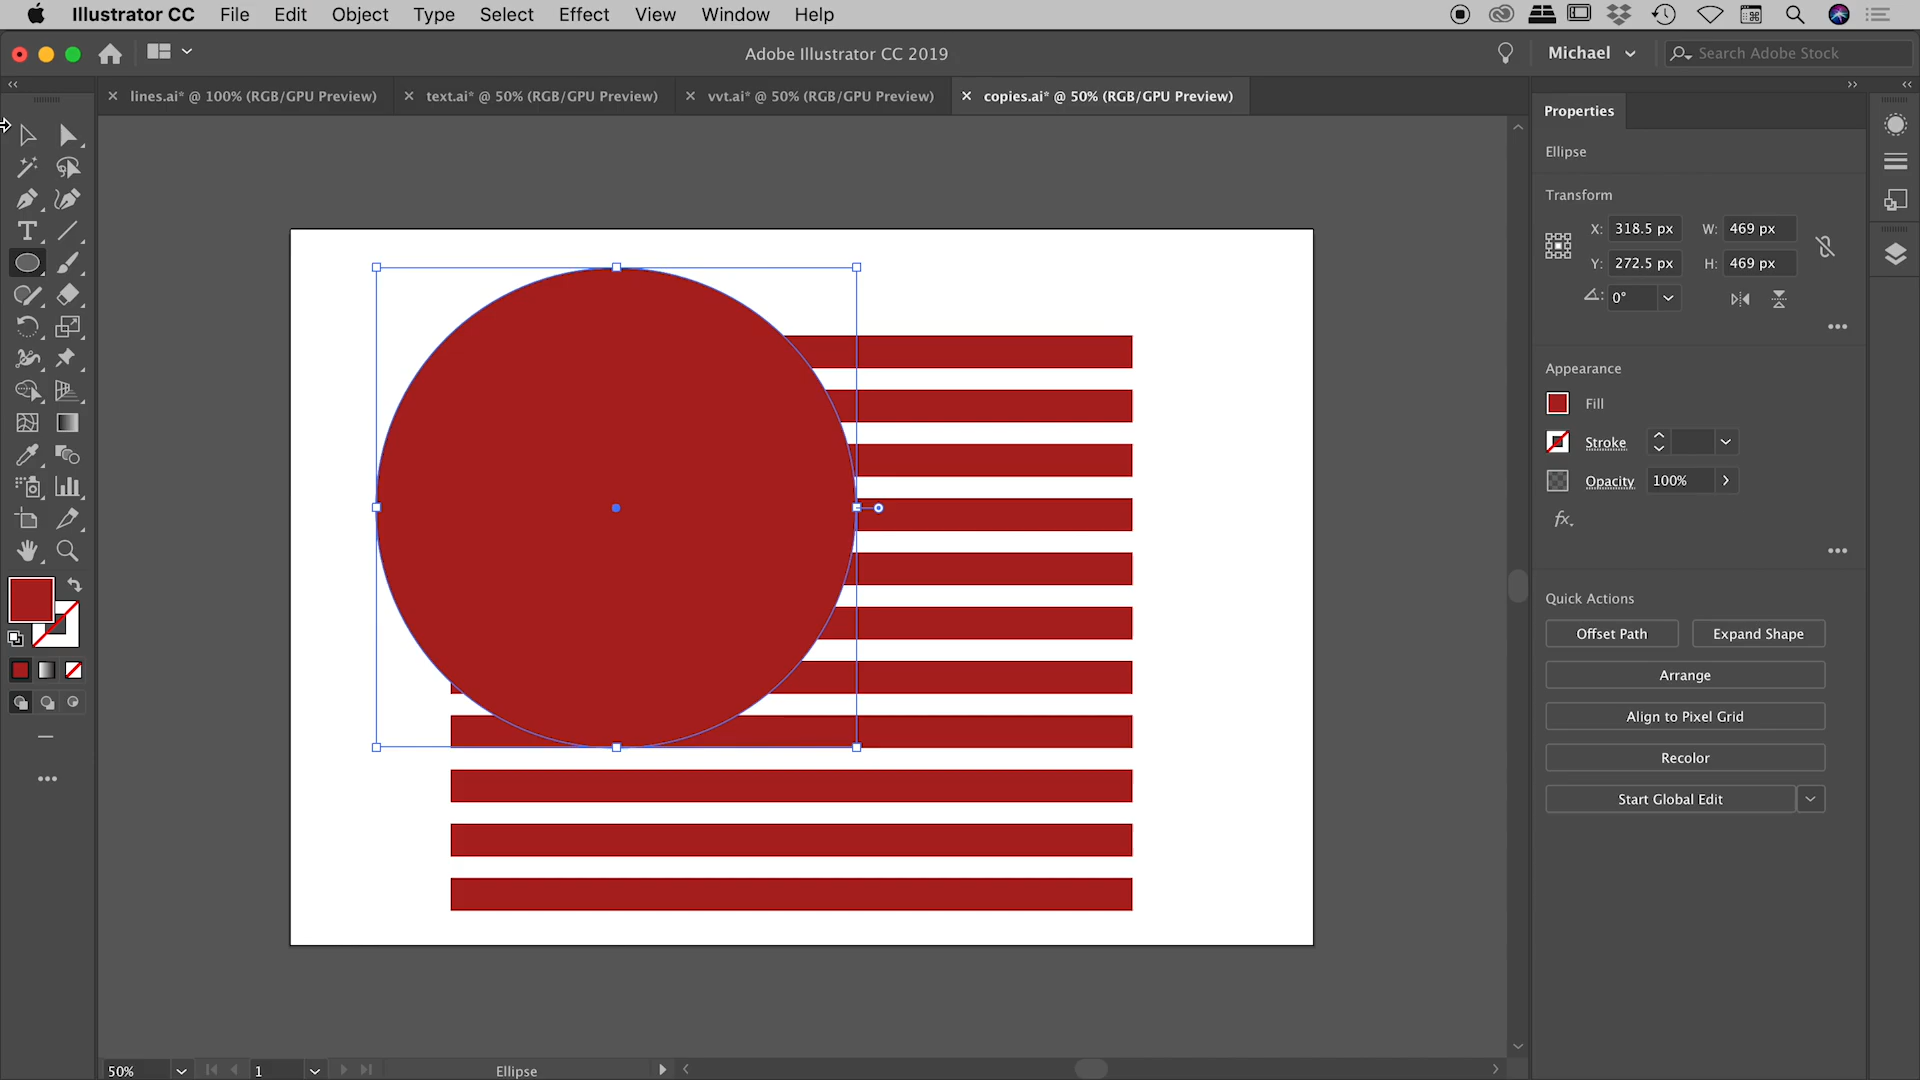 Illustrator CC File Edit Object Type Select Effect View Window Help
Adobe Illustrator CC 2019
Michael
Search Adobe Stock
lines.ai* @ 100% (RGB/GPU Preview)
text.ai* @ 50% (RGB/GPU Preview)
vvt.ai* @ 50% (RGB/GPU Preview)
copies.ai* @ 50% (RGB/GPU Preview)
Properties
Ellipse
Transform
X: 318.5 px W: 469 px
Y: 272.5 px H: 469 px
0°
Appearance
Fill
Stroke
Opacity 100%
fx.
Quick Actions
Offset Path Expand Shape
Arrange
Align to Pixel Grid
Recolor
Start Global Edit
50% 1 Ellipse